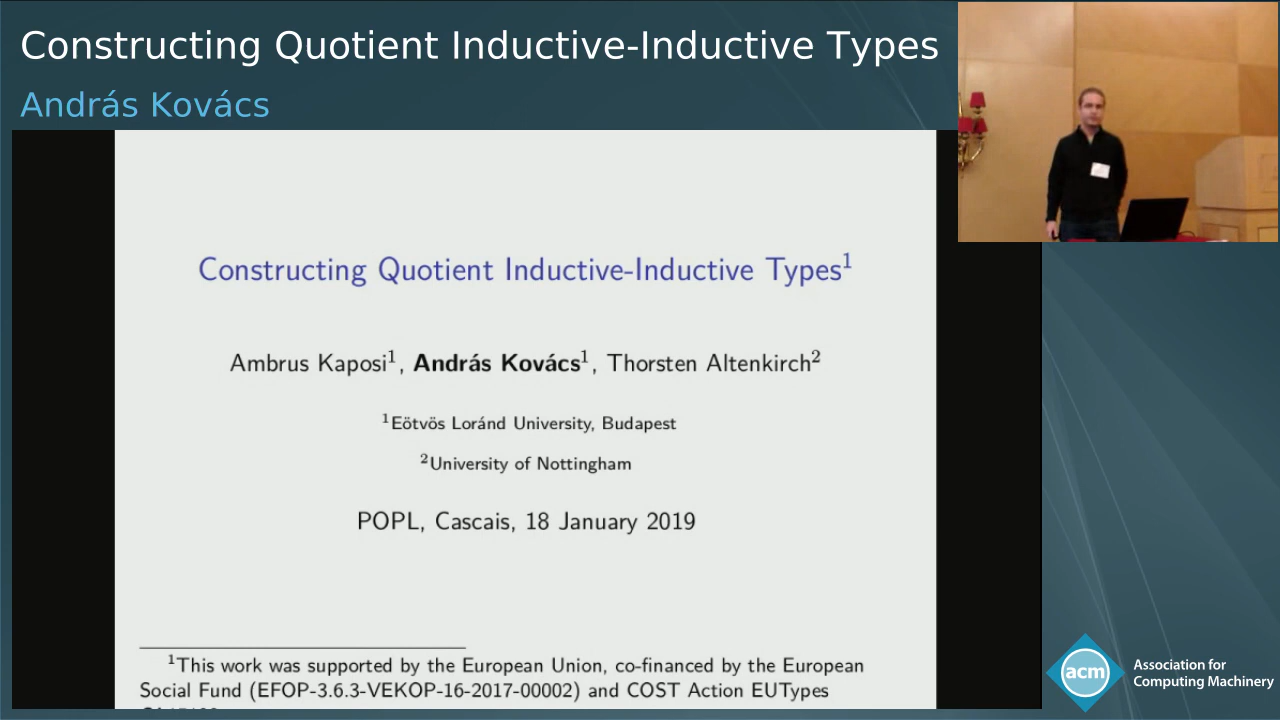 Constructing Quotient Inductive-Inductive Types
András Kovács
Constructing Quotient Inductive-Inductive Types¹
Ambrus Kaposi¹, András Kovács¹, Thorsten Altenkirch²
¹Eötvös Loránd University, Budapest
²University of Nottingham
POPL, Cascais, 18 January 2019
¹This work was supported by the European Union, co-financed by the European
Social Fund (EFOP-3.6.3-VEKOP-16-2017-00002) and COST Action EUTypes
acm
Association for
Computing Machinery